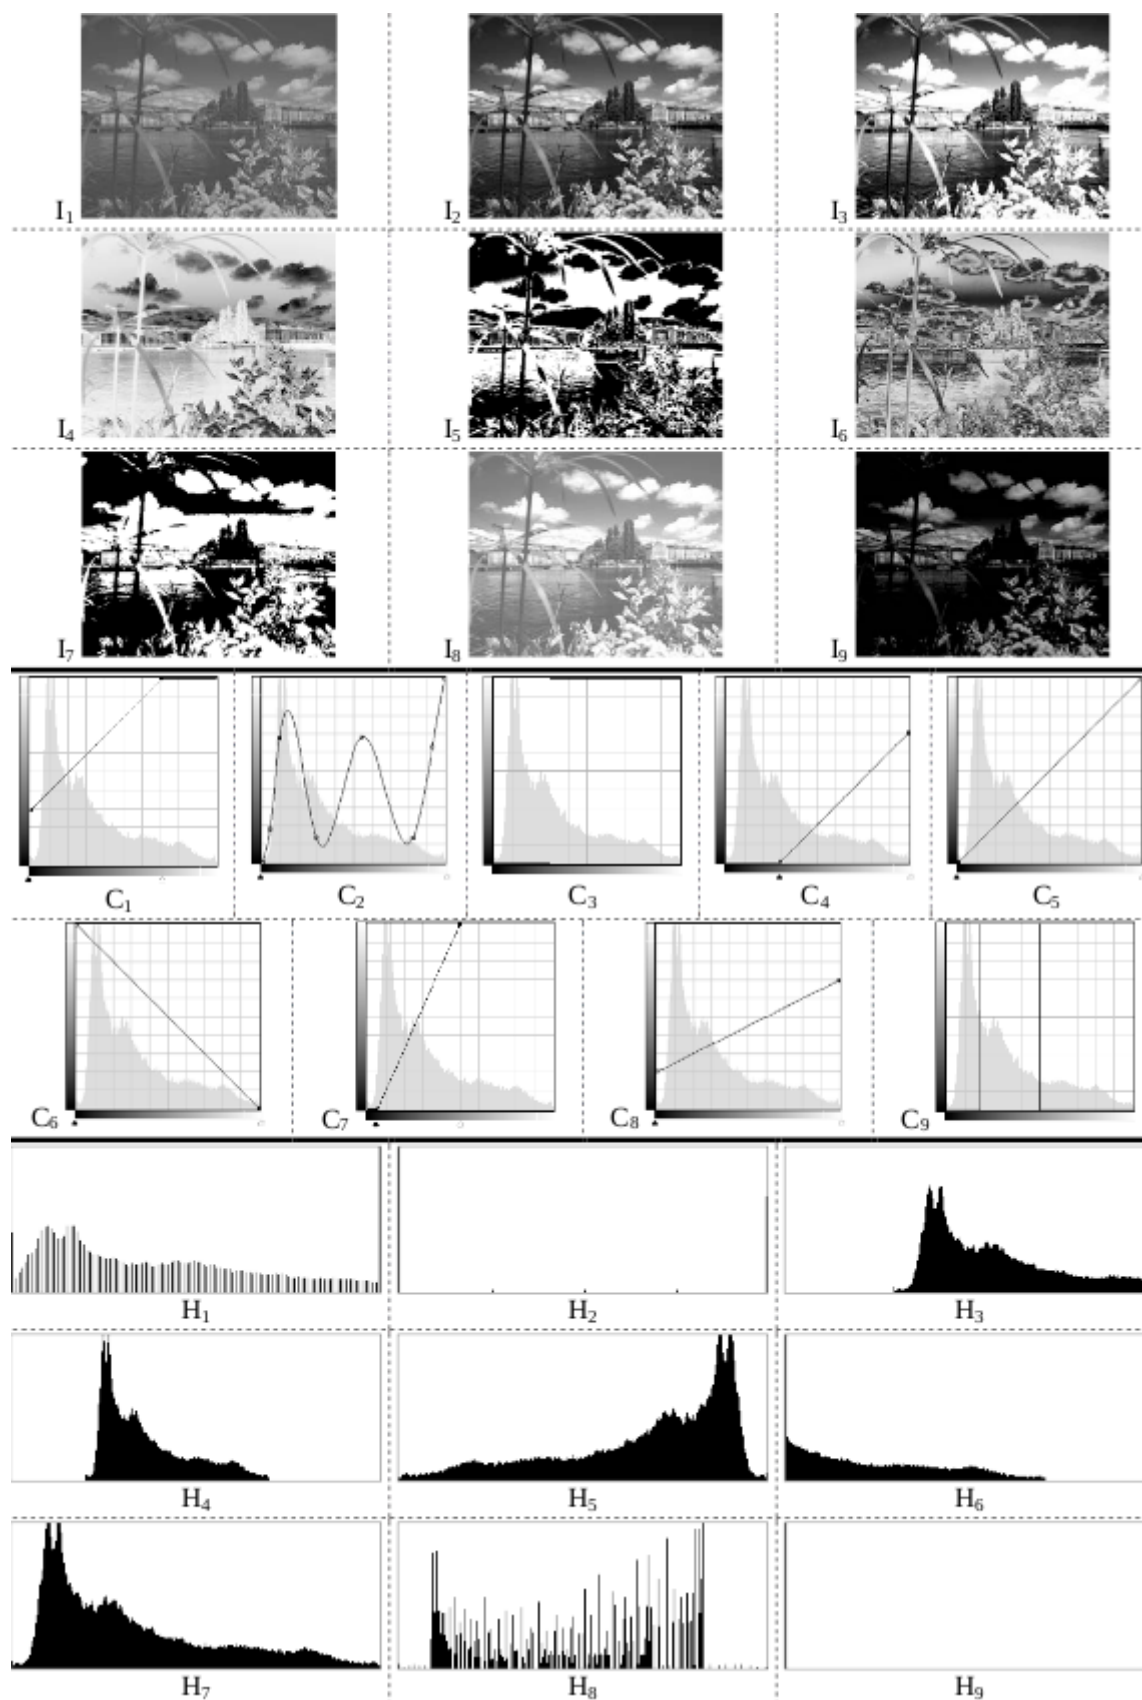 I₁ I₂ I₃
I₄ I₅ I₆
I₇ I₈ I₉
C₁ C₂ C₃ C₄ C₅
C₆ C₇ C₈ C₉
H₁ H₂ H₃
H₄ H₅ H₆
H₇ H₈ H₉